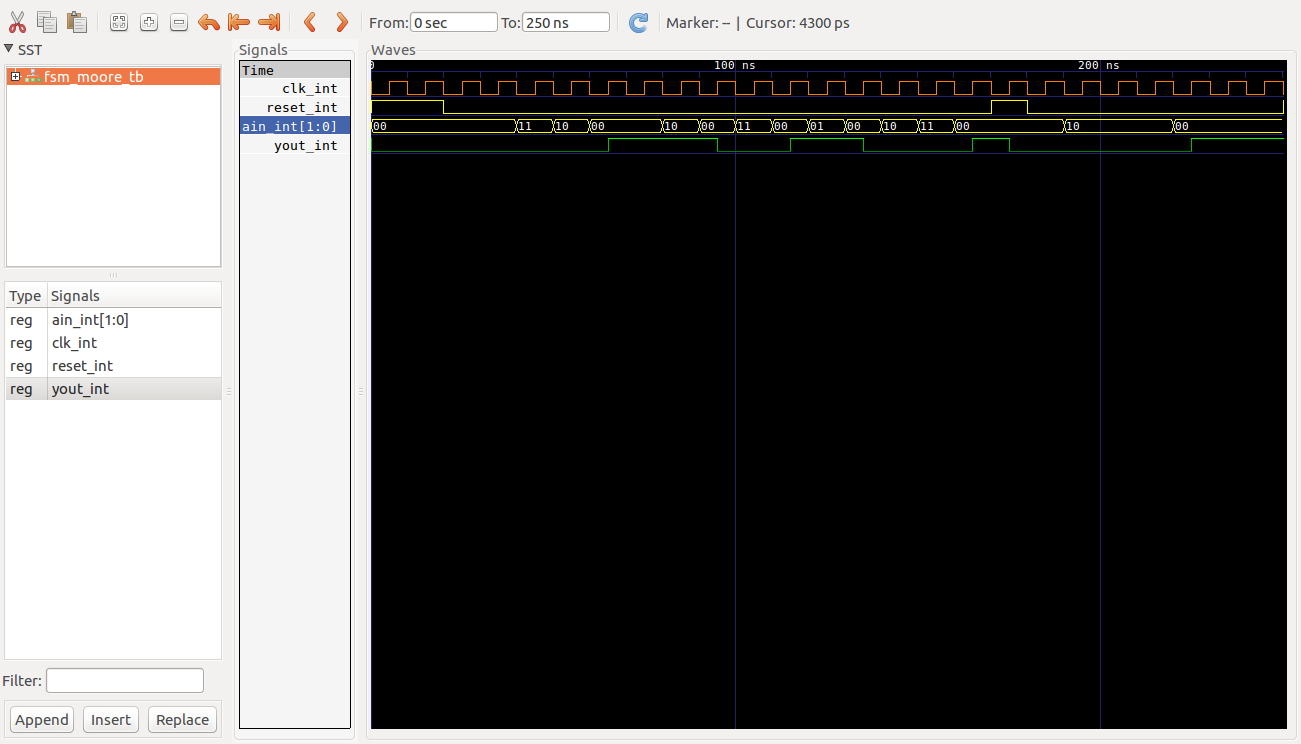 From: 0 sec To: 250 ns Marker: -- | Cursor: 4300 ps
SST
fsm_moore_tb
Type Signals
reg ain_int[1:0]
reg clk_int
reg reset_int
reg yout_int
Filter:
Append Insert Replace
Signals
Time
clk_int
reset_int
ain_int[1:0]
yout_int
Waves
0 100 ns 200 ns
00 11 10 00 10 00 11 00 01 00 10 11 00 10 00